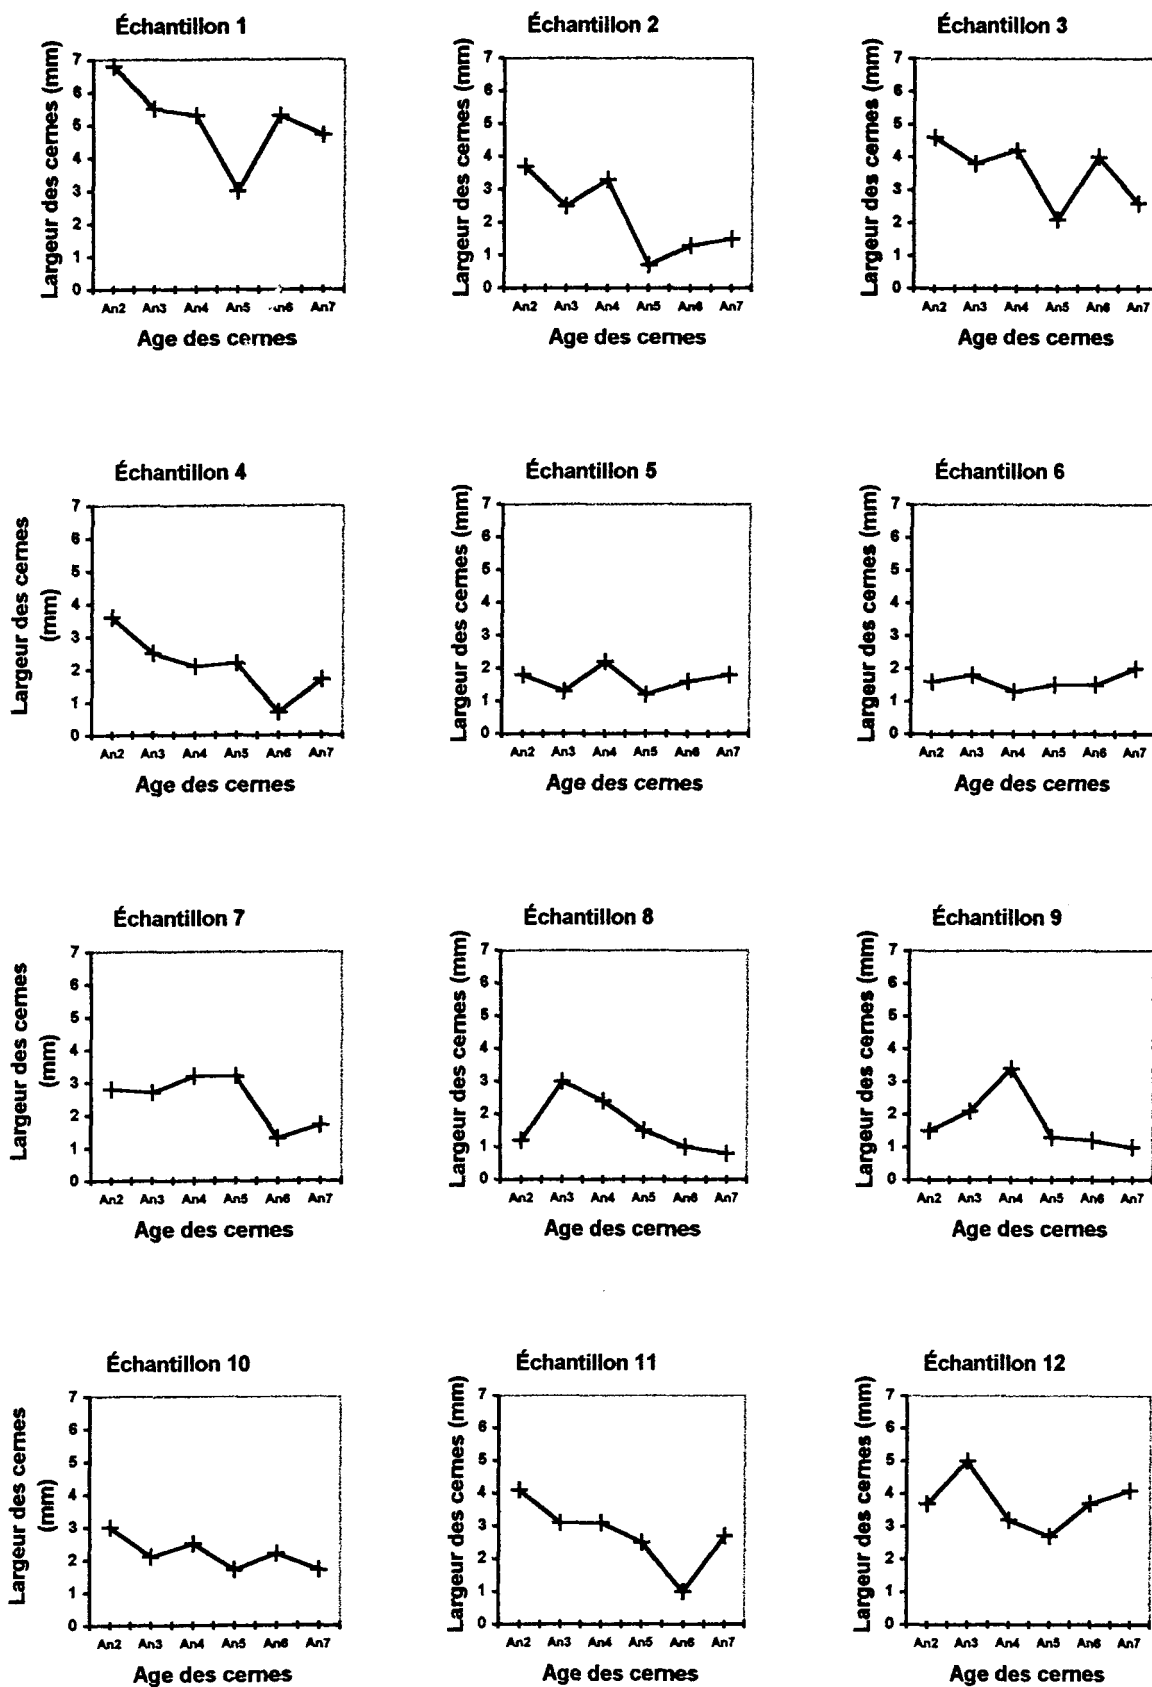 Échantillon 1
Largeur des cernes (mm)
7
6
5
4
3
2
1
0
An2 An3 An4 An5 An6 An7
Age des cernes
Échantillon 2
Largeur des cernes (mm)
7
6
5
4
3
2
1
0
An2 An3 An4 An5 An6 An7
Age des cernes
Échantillon 3
Largeur des cernes (mm)
7
6
5
4
3
2
1
0
An2 An3 An4 An5 An6 An7
Age des cernes
Échantillon 4
Largeur des cernes
(mm)
7
6
5
4
3
2
1
0
An2 An3 An4 An5 An6 An7
Age des cernes
Échantillon 5
Largeur des cernes (mm)
7
6
5
4
3
2
1
0
An2 An3 An4 An5 An6 An7
Age des cernes
Échantillon 6
Largeur des cernes (mm)
7
6
5
4
3
2
1
0
An2 An3 An4 An5 An6 An7
Age des cernes
Échantillon 7
Largeur des cernes
(mm)
7
6
5
4
3
2
1
0
An2 An3 An4 An5 An6 An7
Age des cernes
Échantillon 8
Largeur des cernes (mm)
7
6
5
4
3
2
1
0
An2 An3 An4 An5 An6 An7
Age des cernes
Échantillon 9
Largeur des cernes (mm)
7
6
5
4
3
2
1
0
An2 An3 An4 An5 An6 An7
Age des cernes
Échantillon 10
Largeur des cernes
(mm)
7
6
5
4
3
2
1
0
An2 An3 An4 An5 An6 An7
Age des cernes
Échantillon 11
Largeur des cernes (mm)
7
6
5
4
3
2
1
0
An2 An3 An4 An5 An6 An7
Age des cernes
Échantillon 12
Largeur des cernes (mm)
7
6
5
4
3
2
1
0
An2 An3 An4 An5 An6 An7
Age des cernes